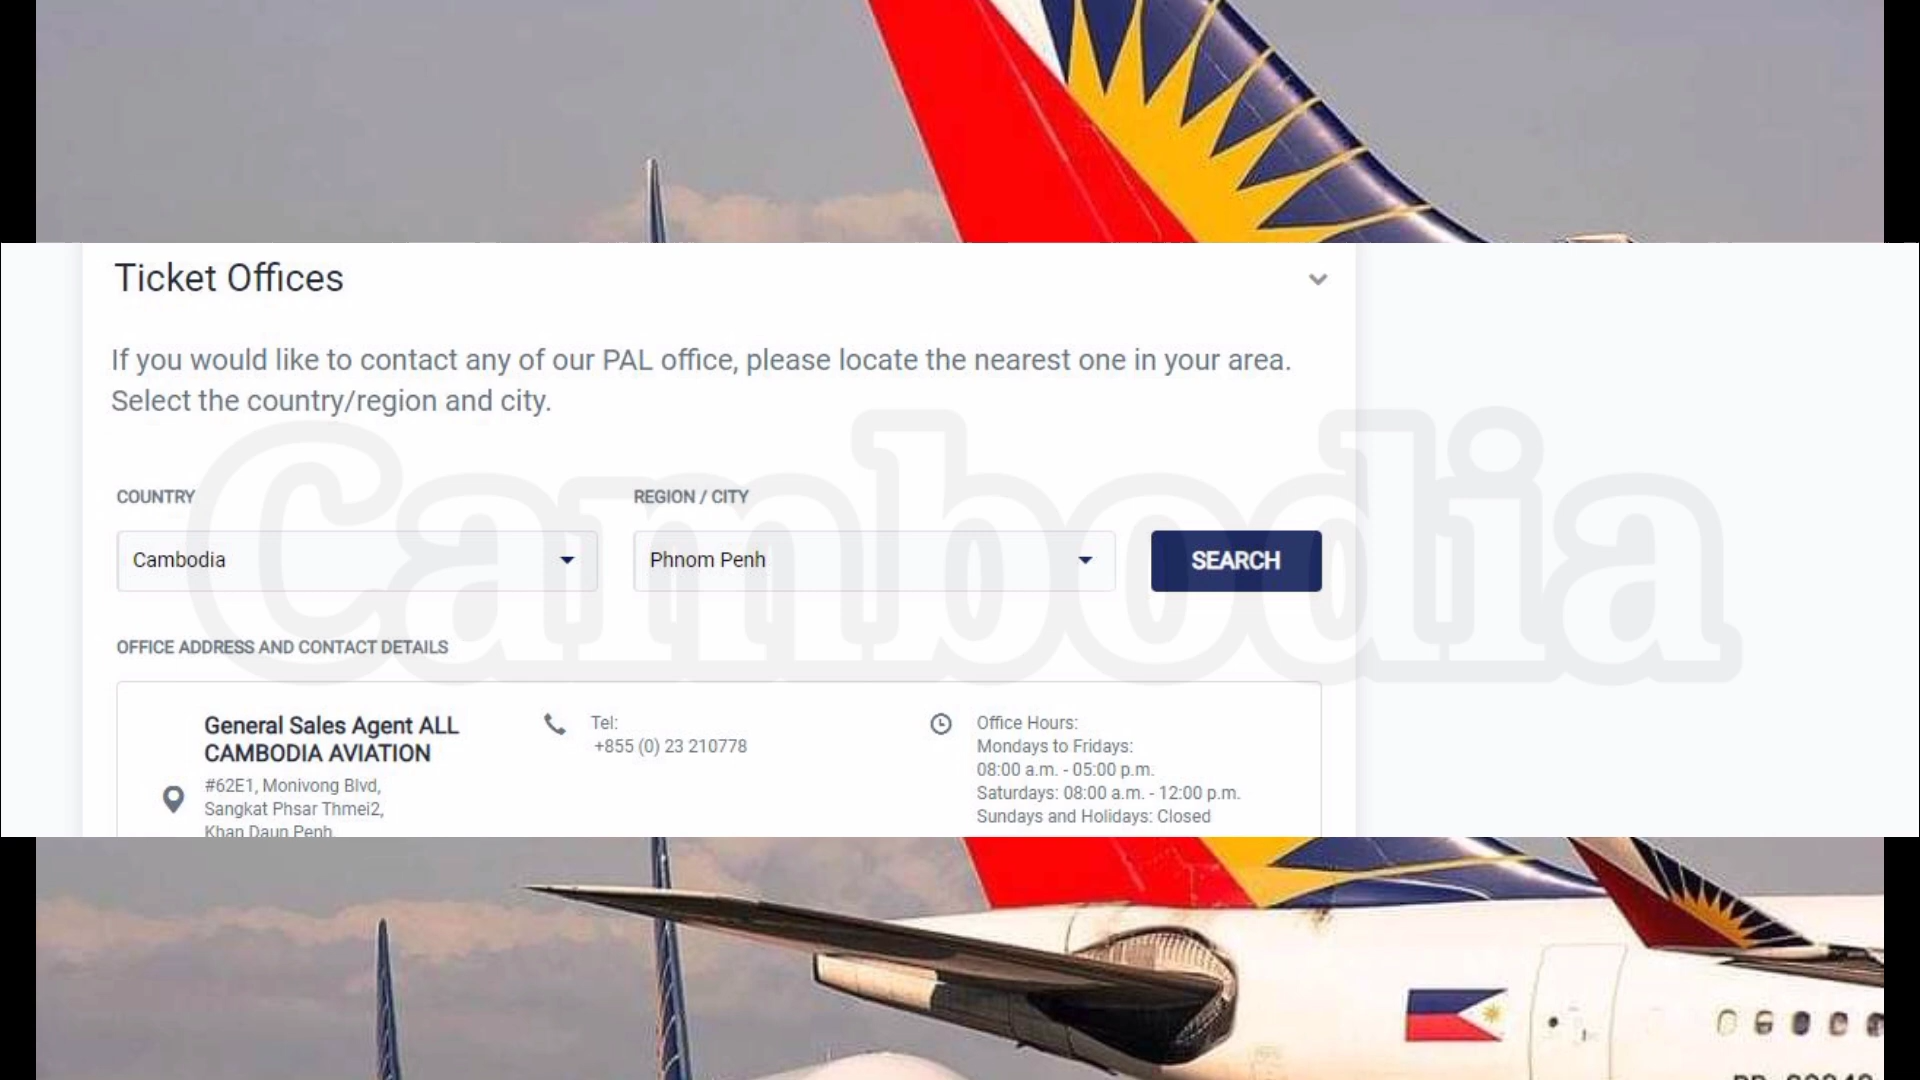 Ticket Offices
If you would like to contact any of our PAL office, please locate the nearest one in your area.
Select the country/region and city.
Cambodia
COUNTRY
REGION / CITY
Cambodia
Phnom Penh
SEARCH
OFFICE ADDRESS AND CONTACT DETAILS
General Sales Agent ALL
CAMBODIA AVIATION
#62E1, Monivong Blvd,
Sangkat Phsar Thmei2,
Khan Daun Penh
Tel:
+855 (0) 23 210778
Office Hours:
Mondays to Fridays:
08:00 a.m. - 05:00 p.m.
Saturdays: 08:00 a.m. - 12:00 p.m.
Sundays and Holidays: Closed